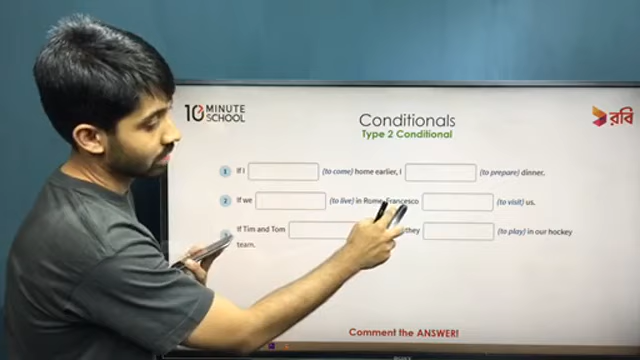 10 MINUTE
SCHOOL
Conditionals
Type 2 Conditional
রবি
1 If I (to come) home earlier, I (to prepare) dinner.
2 If we (to live) in Rome, Francesco (to visit) us.
If Tim and Tom they (to play) in our hockey
team.
Comment the ANSWER!
SONY